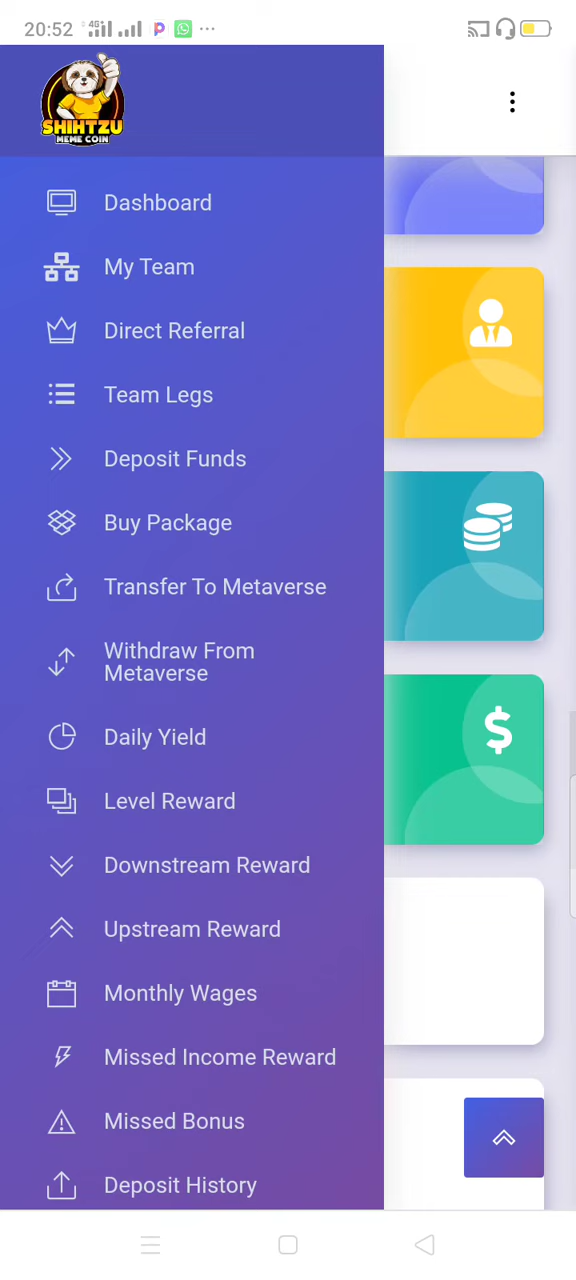 20:52
4G+
SHIHTZU
MEME COIN
Dashboard
My Team
Direct Referral
Team Legs
Deposit Funds
Buy Package
Transfer To Metaverse
Withdraw From
Metaverse
Daily Yield
Level Reward
Downstream Reward
Upstream Reward
Monthly Wages
Missed Income Reward
Missed Bonus
Deposit History